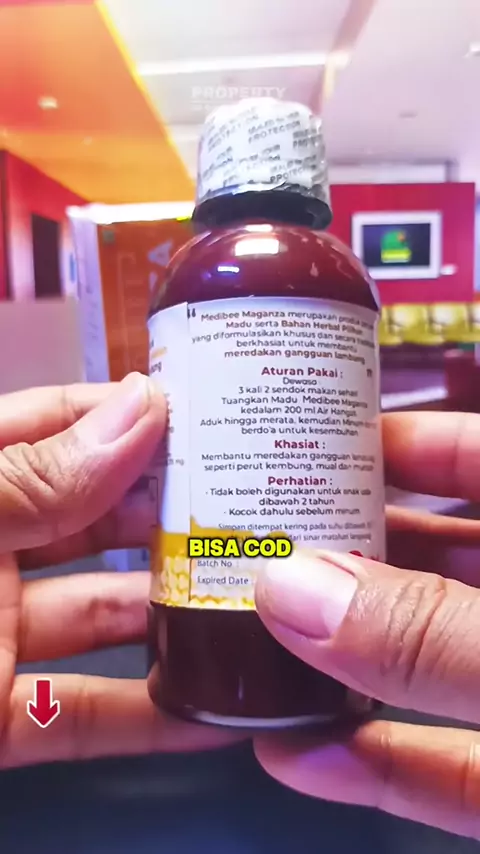 PROPERTY
PROTECTION
Medibee Maganza merupakan produk
Madu serta Bahan Herbal Pilihan
yang diformulasikan khusus dan secara
berkhasiat untuk membantu
meredakan gangguan lambung
Aturan Pakai :
Dewasa
3 kali 2 sendok makan sehari
Tuangkan Madu Medibee Maganza
kedalam 200 ml Air Hangat
Aduk hingga merata, kemudian Minum
berdo'a untuk kesembuhan
Khasiat :
Membantu meredakan gangguan lambung
seperti perut kembung, mual dan
Perhatian :
- Tidak boleh digunakan untuk anak usia
dibawah 2 tahun
- Kocok dahulu sebelum minum
Simpan ditempat kering pada suhu dibawah
dari sinar matahari langsung
BISA COD
Batch No :
Expired Date :